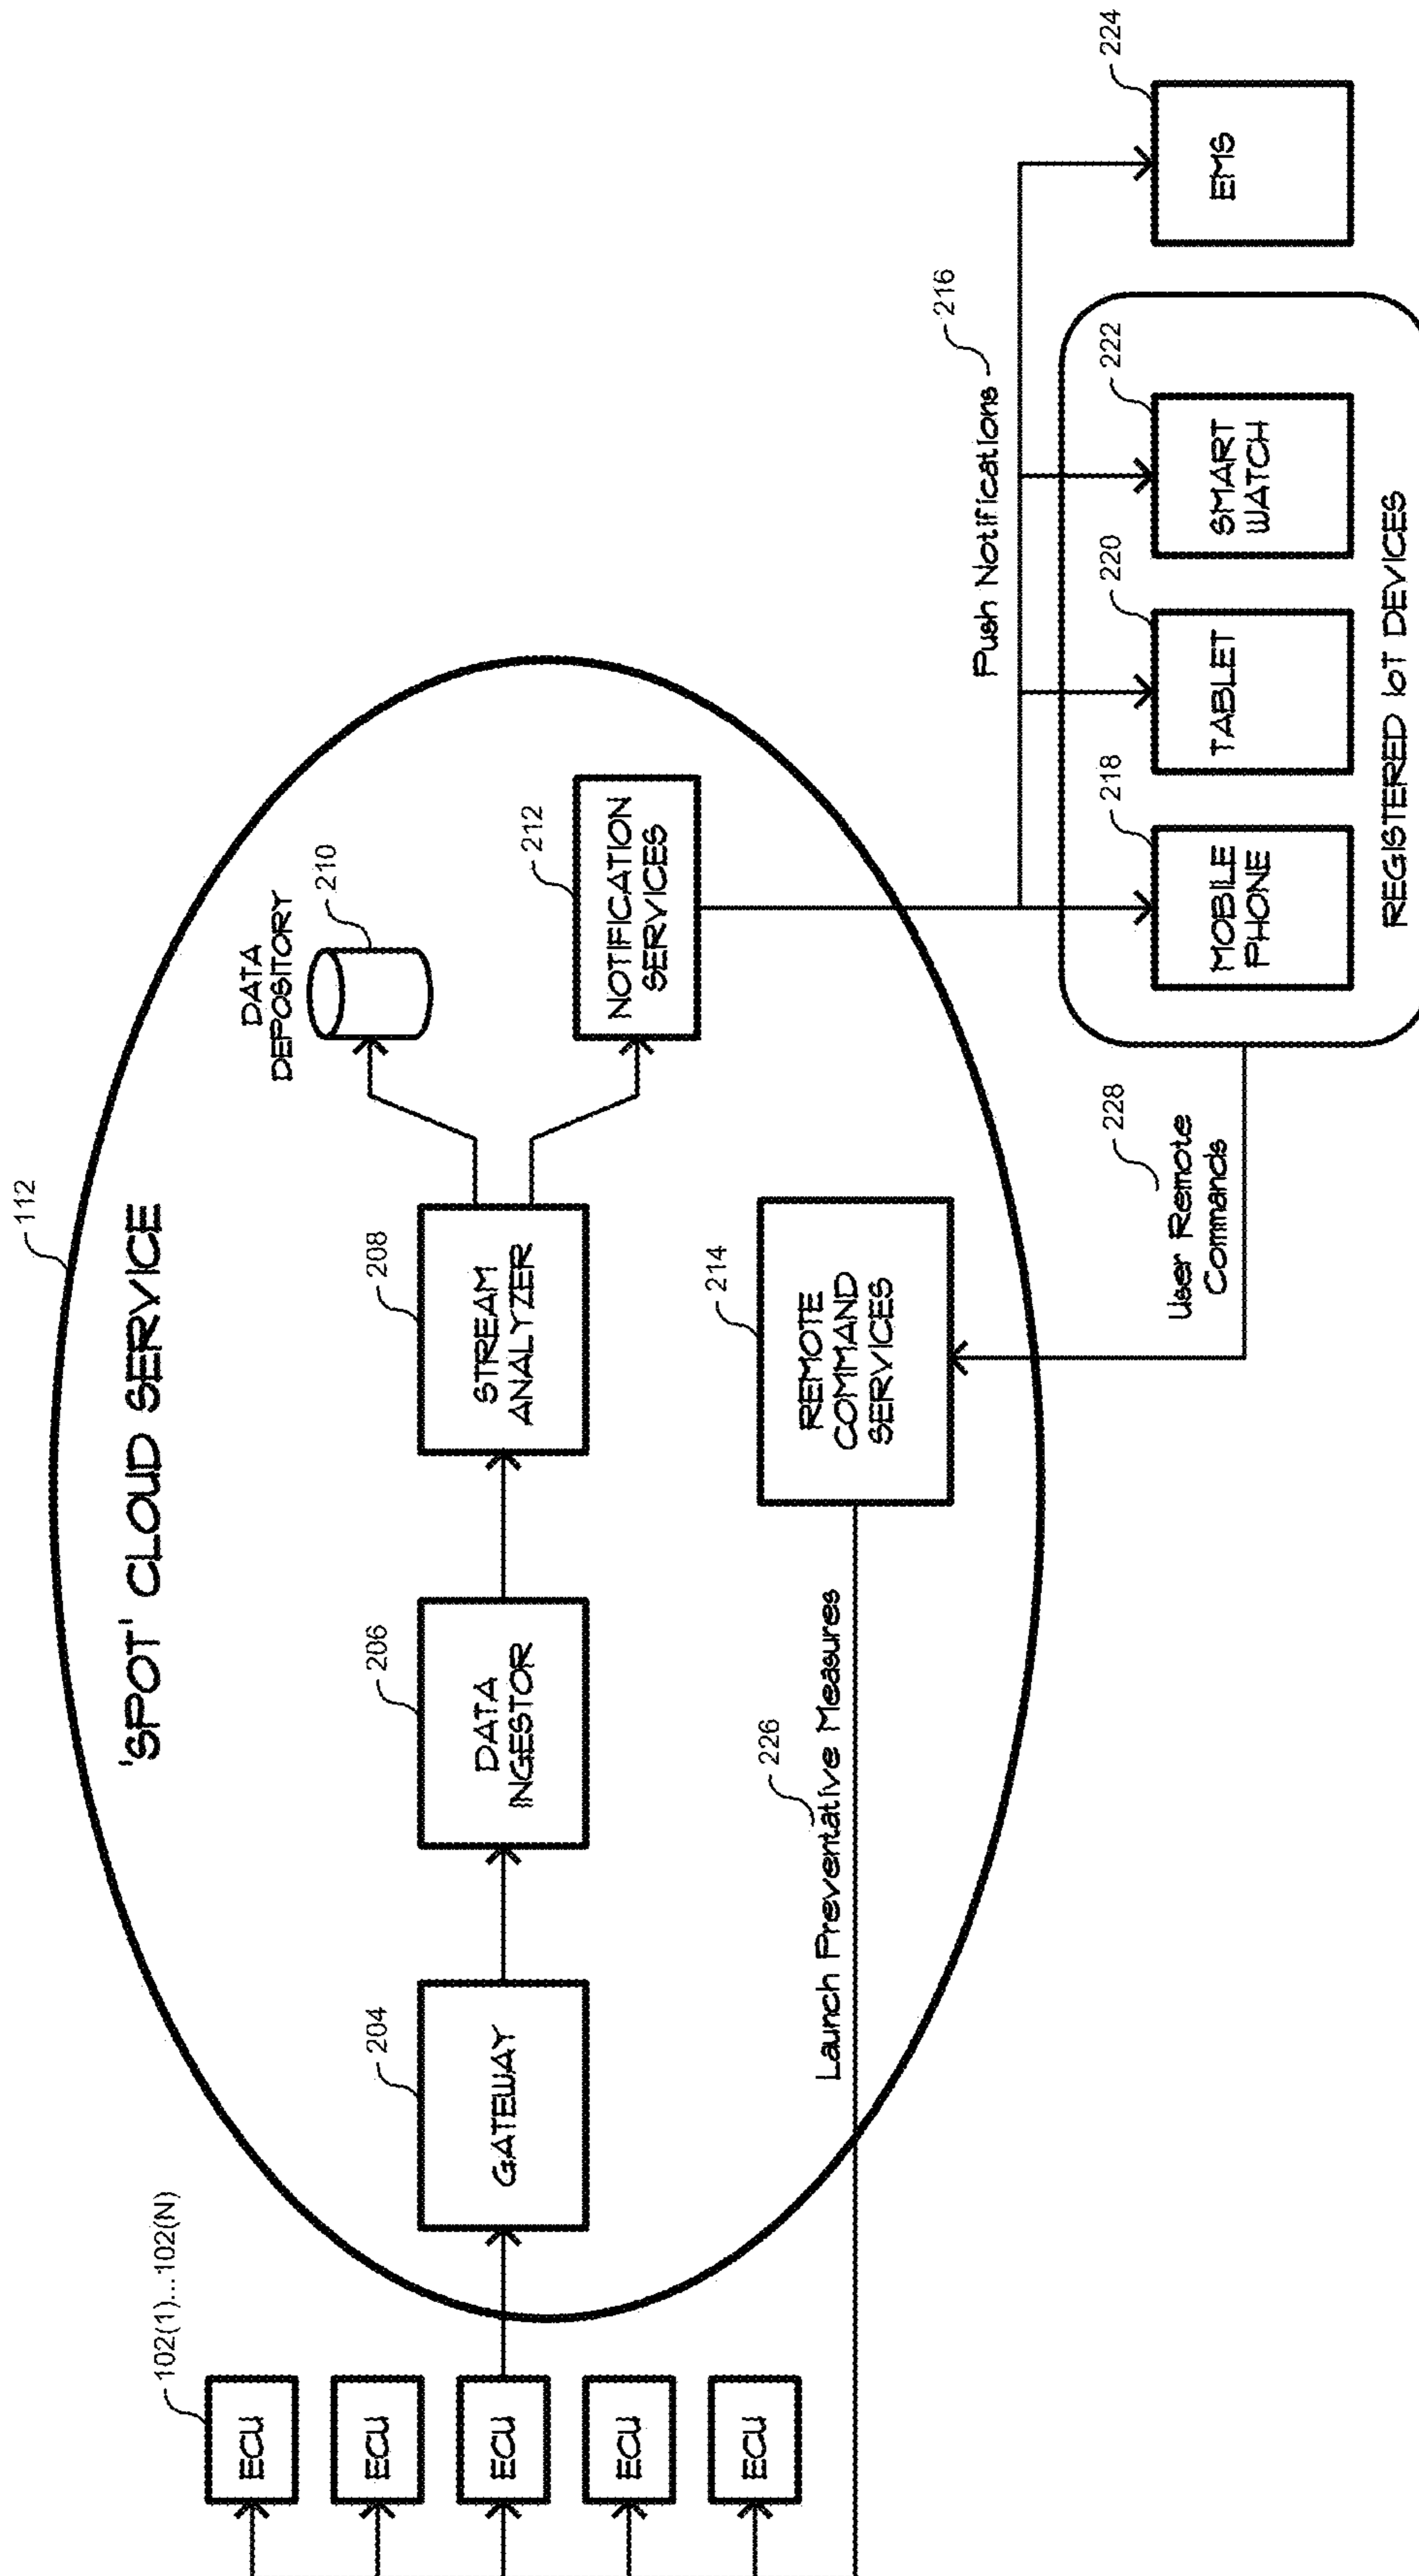 112
'SPOT' CLOUD SERVICE
102(1)...102(N)
ECU
ECU
ECU
ECU
ECU
204
GATEWAY
206
DATA
INGESTOR
208
STREAM
ANALYZER
DATA
DEPOSITORY
210
212
NOTIFICATION
SERVICES
214
REMOTE
COMMAND
SERVICES
226
Launch Preventative Measures
Push Notifications
216
228
User Remote
Commands
218
MOBILE
PHONE
220
TABLET
222
SMART
WATCH
224
EMS
REGISTERED IoT DEVICES